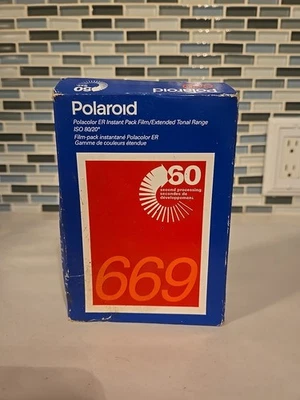 60
Polaroid
Polacolor ER Instant Pack Film/Extended Tonal Range
ISO 80/20°
Film-pack instantané Polacolor ER
Gamme de couleurs étendue
60
second processing
secondes de
développement
669